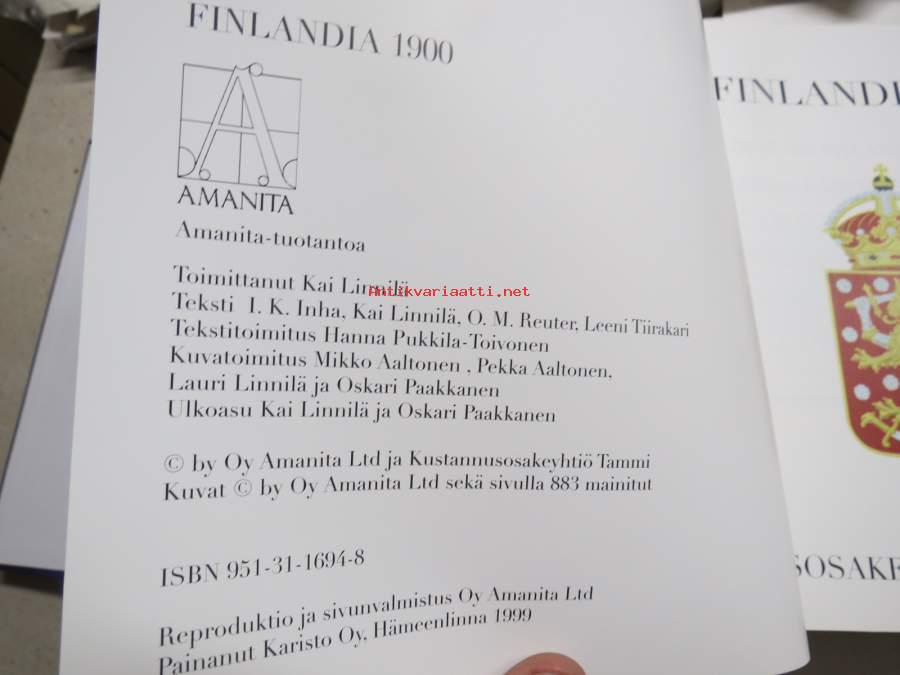 FINLANDIA 1900
A
AMANITA
Amanita-tuotantoa
Toimittanut Kai Linnilä
Teksti I. K. Inha, Kai Linnilä, O. M. Reuter, Leeni Tiirakari
Tekstitoimitus Hanna Pukkila-Toivonen
Kuvatoimitus Mikko Aaltonen , Pekka Aaltonen,
Lauri Linnilä ja Oskari Paakkanen
Ulkoasu Kai Linnilä ja Oskari Paakkanen
© by Oy Amanita Ltd ja Kustannusosakeyhtiö Tammi
Kuvat © by Oy Amanita Ltd sekä sivulla 883 mainitut
ISBN 951-31-1694-8
Reproduktio ja sivunvalmistus Oy Amanita Ltd
Painanut Karisto Oy, Hämeenlinna 1999
Antikvariaatti.net
FINLANDI
SOSAKE